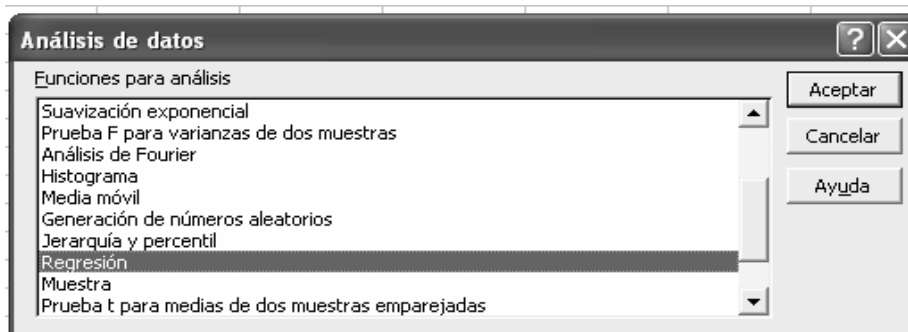 Análisis de datos
?
Funciones para análisis
Suavización exponencial
Prueba F para varianzas de dos muestras
Análisis de Fourier
Histograma
Media móvil
Generación de números aleatorios
Jerarquía y percentil
Regresión
Muestra
Prueba t para medias de dos muestras emparejadas
Aceptar
Cancelar
Ayuda